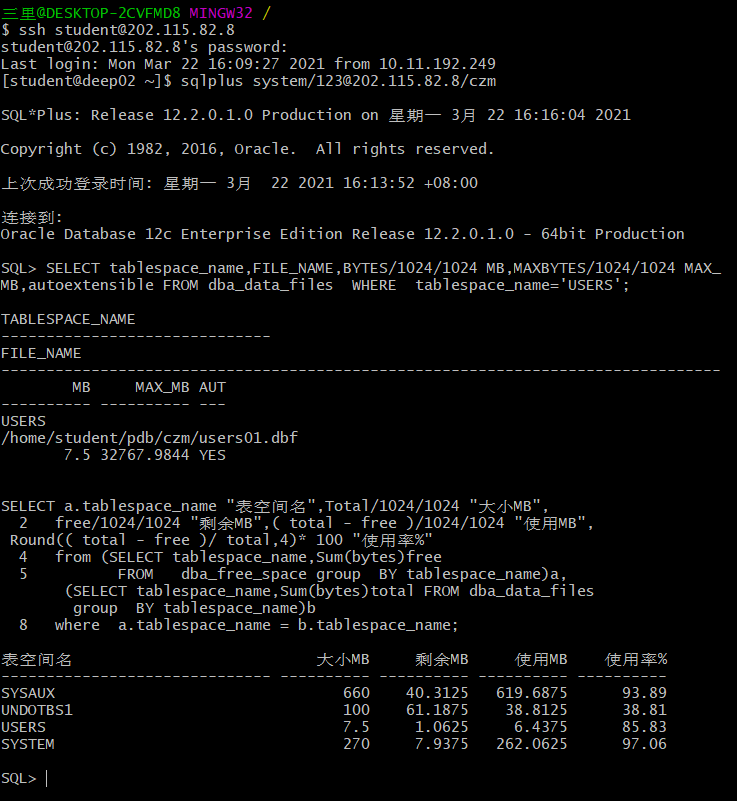 三里@DESKTOP-2CVFMD8 MINGW32 /
$ ssh student@202.115.82.8
student@202.115.82.8's password:
Last login: Mon Mar 22 16:09:27 2021 from 10.11.192.249
[student@deep02 ~]$ sqlplus system/123@202.115.82.8/czm
SQL*Plus: Release 12.2.0.1.0 Production on 星期一 3月 22 16:16:04 2021
Copyright (c) 1982, 2016, Oracle.  All rights reserved.
上次成功登录时间: 星期一 3月  22 2021 16:13:52 +08:00
连接到:
Oracle Database 12c Enterprise Edition Release 12.2.0.1.0 - 64bit Production
SQL> SELECT tablespace_name,FILE_NAME,BYTES/1024/1024 MB,MAXBYTES/1024/1024 MAX_
MB,autoextensible FROM dba_data_files  WHERE  tablespace_name='USERS';
TABLESPACE_NAME
------------------------------
FILE_NAME
--------------------------------------------------------------------------------
        MB     MAX_MB AUT
---------- ---------- ---
USERS
/home/student/pdb/czm/users01.dbf
       7.5 32767.9844 YES
SELECT a.tablespace_name "表空间名",Total/1024/1024 "大小MB",
  2   free/1024/1024 "剩余MB",( total - free )/1024/1024 "使用MB",
 Round(( total - free )/ total,4)* 100 "使用率%"
  4   from (SELECT tablespace_name,Sum(bytes)free
  5          FROM   dba_free_space group  BY tablespace_name)a,
       (SELECT tablespace_name,Sum(bytes)total FROM dba_data_files
        group  BY tablespace_name)b
  8   where  a.tablespace_name = b.tablespace_name;
表空间名                           大小MB     剩余MB     使用MB    使用率%
------------------------------ ---------- ---------- ---------- ----------
SYSAUX                                660    40.3125   619.6875      93.89
UNDOTBS1                              100    61.1875    38.8125      38.81
USERS                                 7.5     1.0625     6.4375      85.83
SYSTEM                                270     7.9375   262.0625      97.06
SQL>